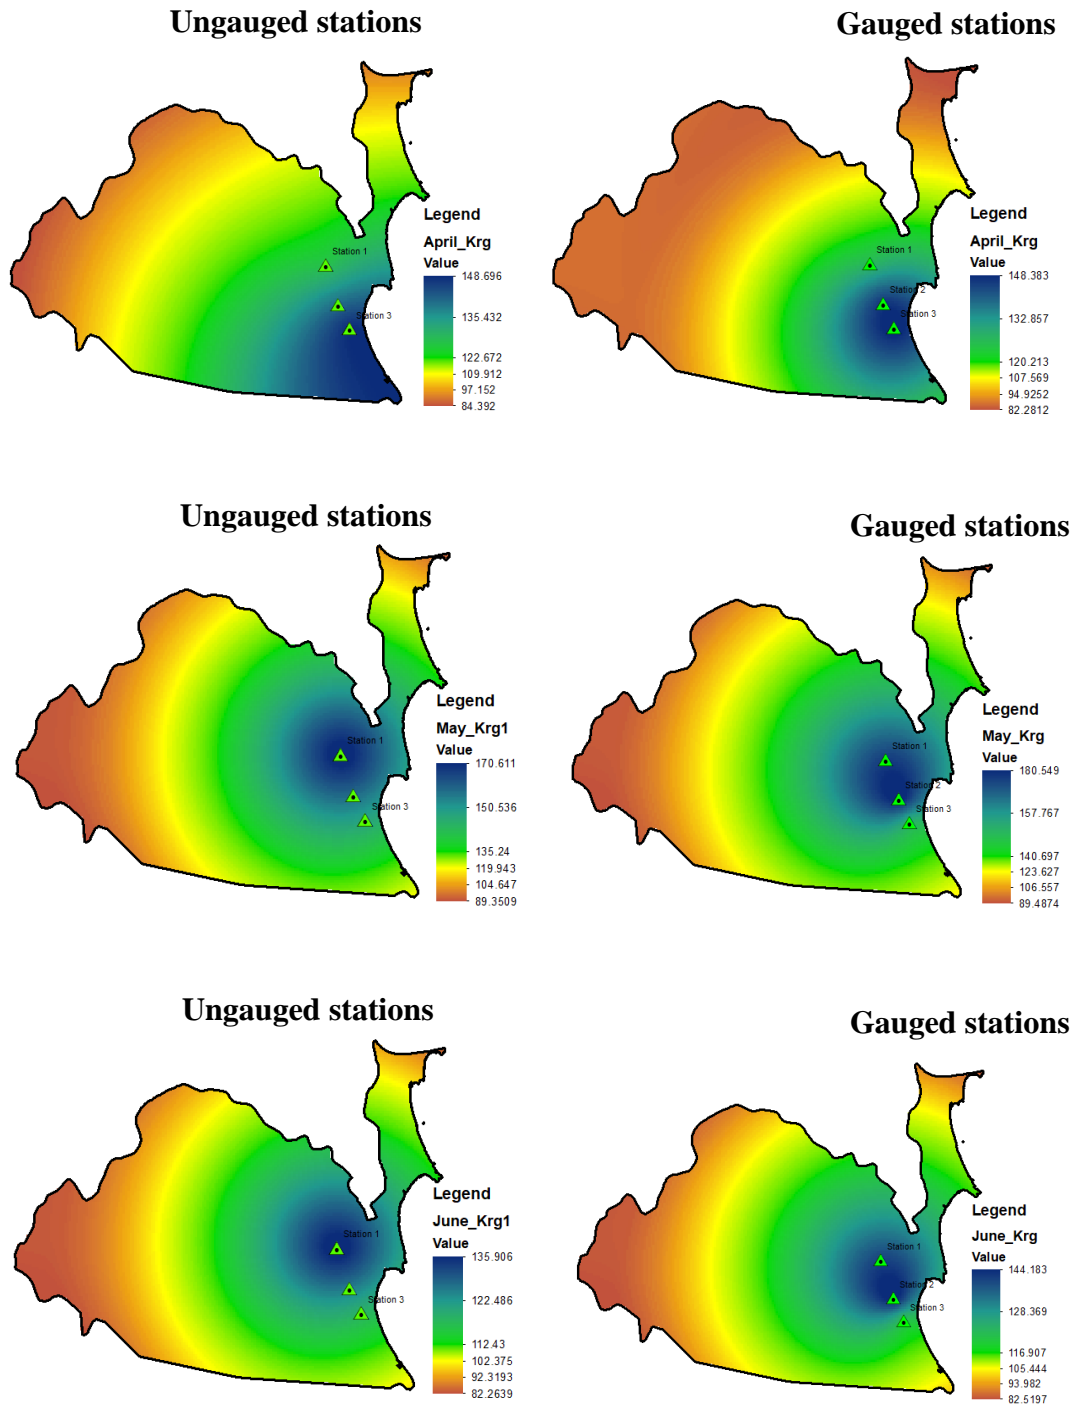 Ungauged stations
Gauged stations
Station 1
Station 3
Legend
April_Krg
Value
148.696
135.432
122.672
109.912
97.152
84.392
Station 1
Station 2
Station 3
Legend
April_Krg
Value
148.383
132.857
120.213
107.569
94.9252
82.2812
Ungauged stations
Gauged stations
Station 1
Station 3
Legend
May_Krg1
Value
170.611
150.536
135.24
119.943
104.647
89.3509
Station 1
Station 2
Station 3
Legend
May_Krg
Value
180.549
157.767
140.697
123.627
106.557
89.4874
Ungauged stations
Gauged stations
Station 1
Station 3
Legend
June_Krg1
Value
135.906
122.486
112.43
102.375
92.3193
82.2639
Station 1
Station 2
Station 3
Legend
June_Krg
Value
144.183
128.369
116.907
105.444
93.982
82.5197